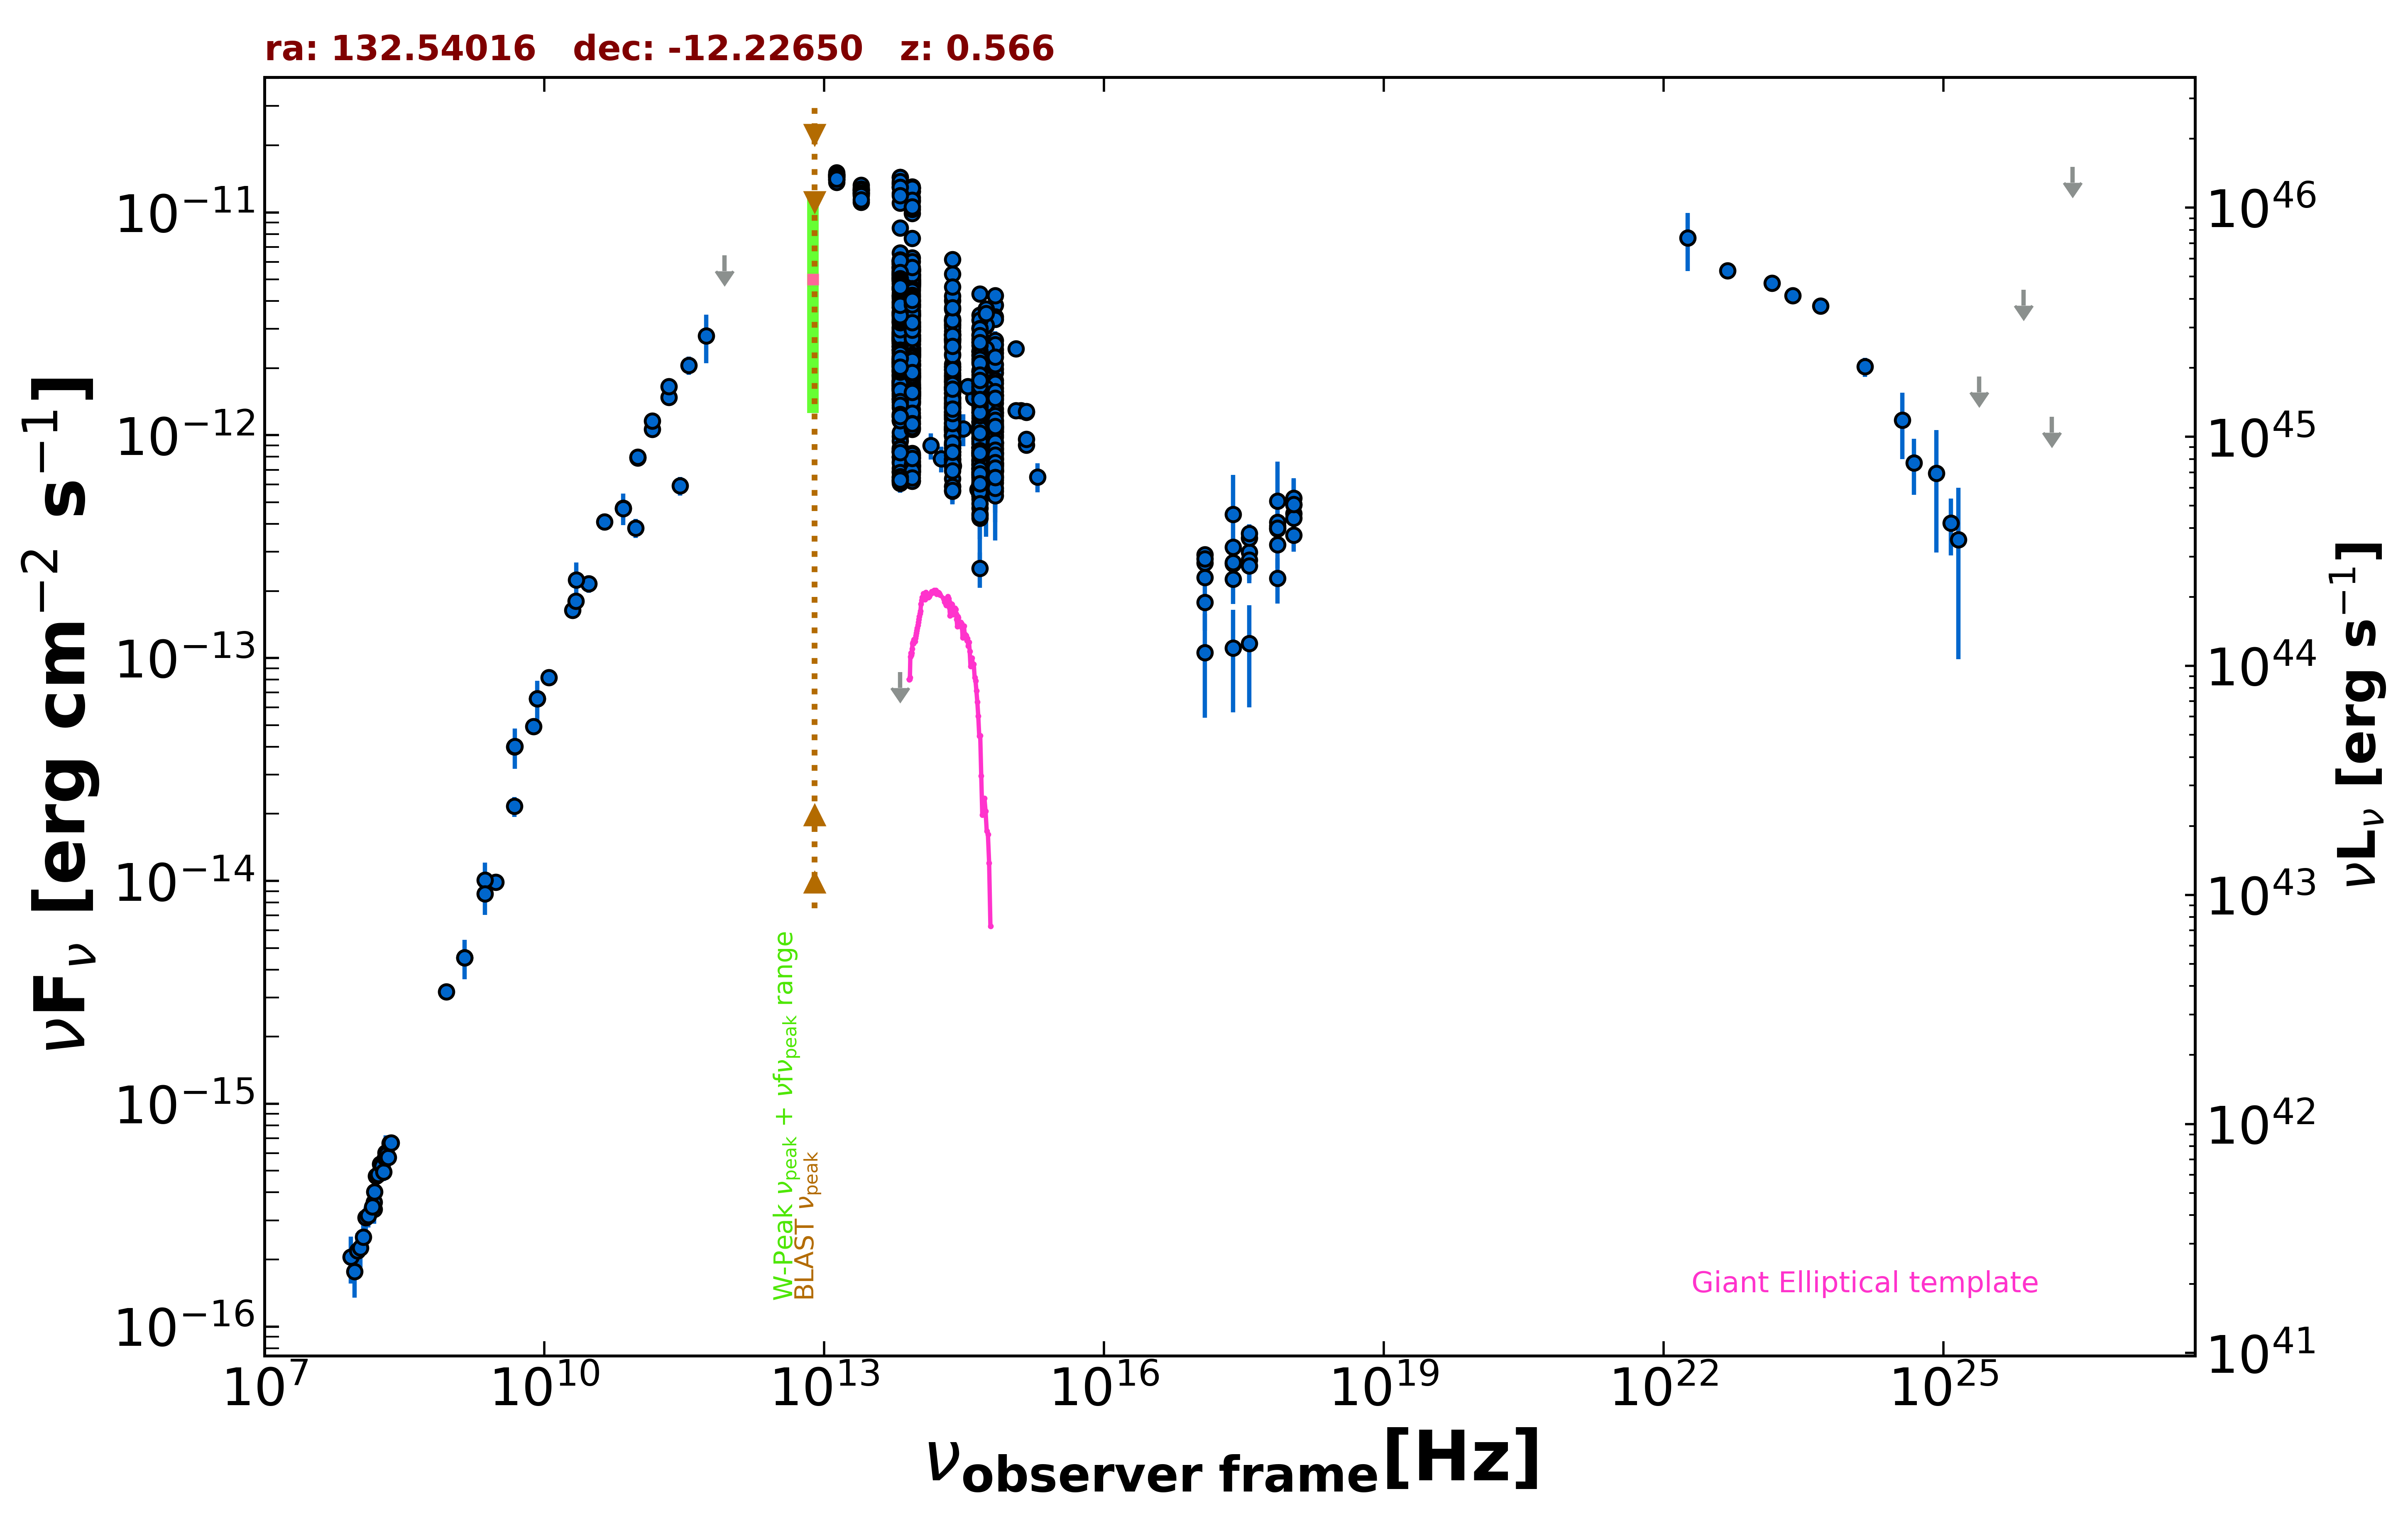 ra: 132.54016   dec: -12.22650   z: 0.566
νFν [erg cm−2 s−1]
10−11
10−12
10−13
10−14
10−15
10−16
1046
1045
1044
1043
1042
1041
νLν [erg s−1]
W-Peak νpeak + νfνpeak range
BLAST νpeak
Giant Elliptical template
107
1010
1013
1016
1019
1022
1025
νobserver frame[Hz]